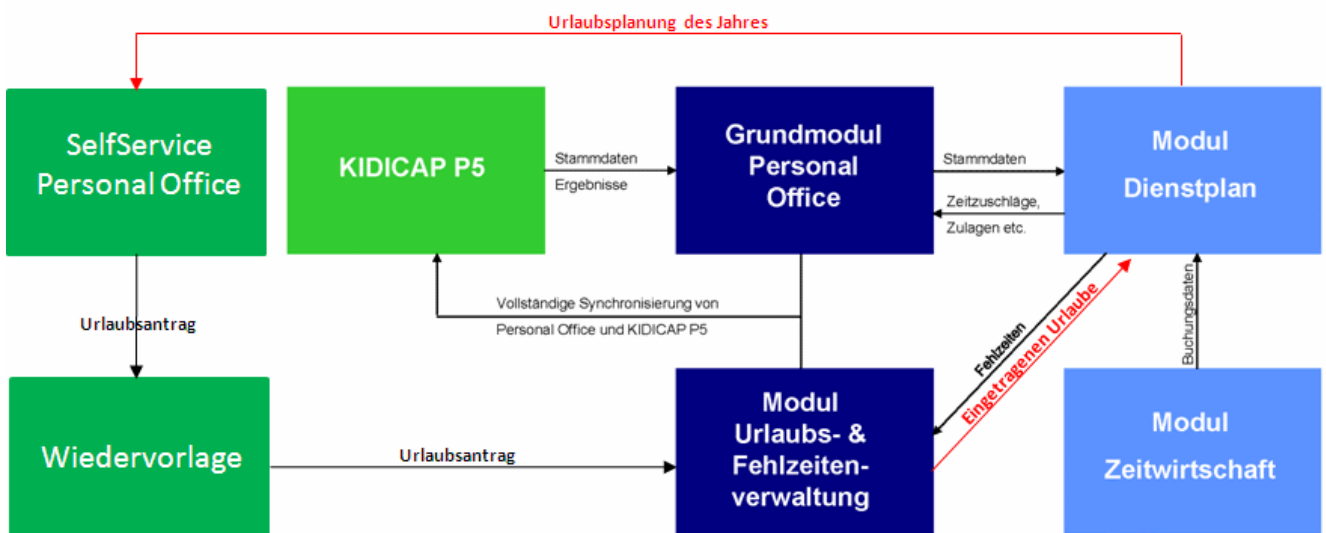 Urlaubsplanung des Jahres
SelfService
Personal Office
KIDICAP P5
Stammdaten
Ergebnisse
Grundmodul
Personal
Office
Stammdaten
Zeitzuschläge,
Zulagen etc.
Modul
Dienstplan
Urlaubsantrag
Vollständige Synchronisierung von
Personal Office und KIDICAP P5
Fehlzeiten
Eingetragenen Urlaube
Buchungsdaten
Wiedervorlage
Urlaubsantrag
Modul
Urlaubs- &
Fehlzeiten-
verwaltung
Modul
Zeitwirtschaft